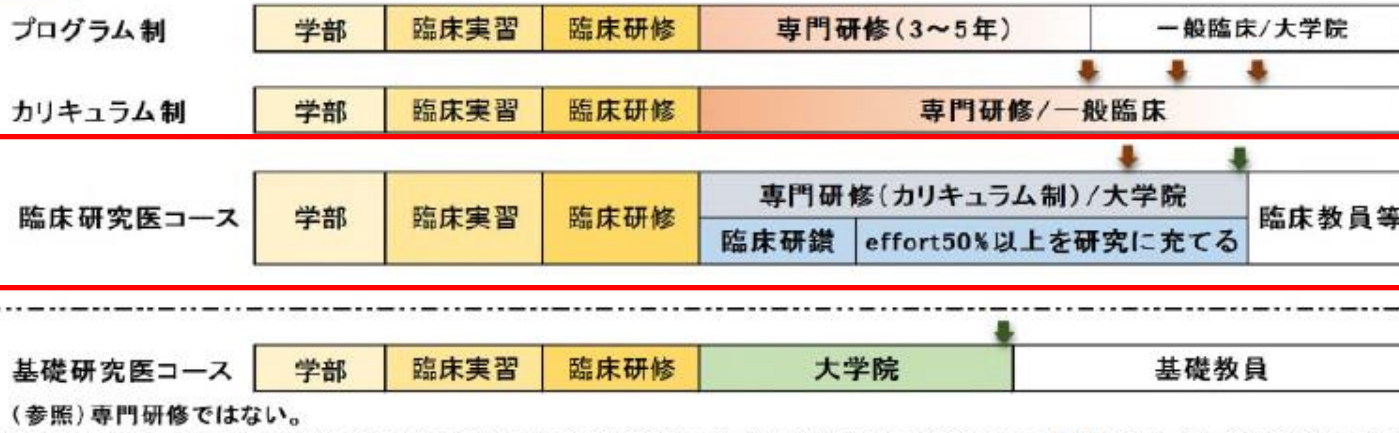 プログラム制 学部 臨床実習 臨床研修 専門研修(3～5年) 一般臨床/大学院
カリキュラム制 学部 臨床実習 臨床研修 専門研修/一般臨床
臨床研究医コース 学部 臨床実習 臨床研修 専門研修(カリキュラム制)/大学院 臨床教員等
臨床研鑽 effort50%以上を研究に充てる
基礎研究医コース 学部 臨床実習 臨床研修 大学院 基礎教員
(参照)専門研修ではない。